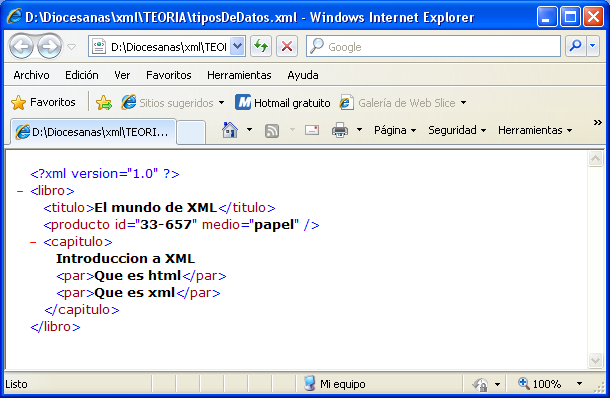 D:\Diocesanas\xml\TEORIA\tiposDeDatos.xml - Windows Internet Explorer
D:\Diocesanas\xml\TEOI
Google
Archivo Edición Ver Favoritos Herramientas Ayuda
Favoritos Sitios sugeridos Hotmail gratuito Galería de Web Slice
D:\Diocesanas\xml\TEORI... Página Seguridad Herramientas »
<?xml version="1.0" ?>
- <libro>
<titulo>El mundo de XML</titulo>
<producto id="33-657" medio="papel" />
- <capitulo>
Introduccion a XML
<par>Que es html</par>
<par>Que es xml</par>
</capitulo>
</libro>
Listo Mi equipo 100%